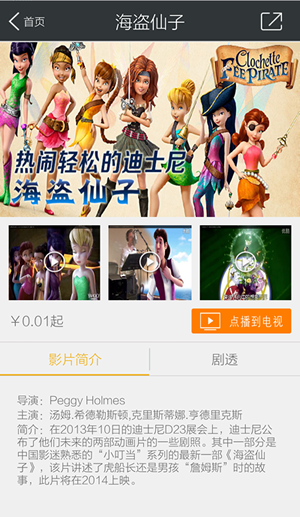 首页
海盗仙子
Clochette
FEE PIRATE
热闹轻松的迪士尼
海盗仙子
优酷
¥0.01起
点播到电视
影片简介
剧透
导演：Peggy Holmes
主演：汤姆.希德勒斯顿,克里斯蒂娜.亨德里克斯
简介：在2013年10日的迪士尼D23展会上，迪士尼公
布了他们未来的两部动画片的一些剧照。其中一部分是
中国影迷熟悉的“小叮当”系列的最新一部《海盗仙
子》，该片讲述了虎船长还是男孩“詹姆斯”时的故
事，此片将在2014上映。